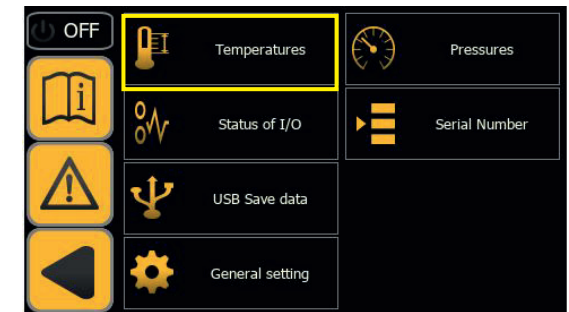 OFF
Temperatures
Pressures
i
Status of I/O
Serial Number
USB Save data
General setting